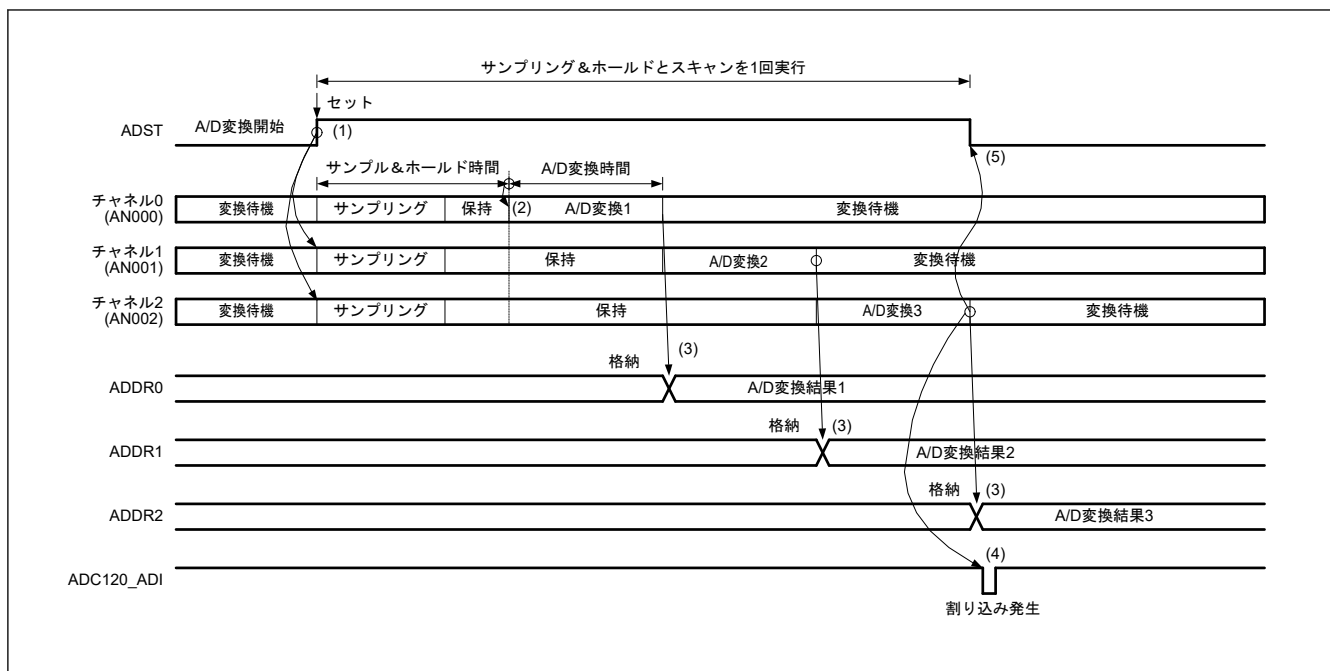 サンプリング＆ホールドとスキャンを1回実行
セット
ADST
A/D変換開始
(1)
(5)
サンプル＆ホールド時間
A/D変換時間
チャネル0
(AN000)
変換待機
サンプリング
保持
(2)
A/D変換1
変換待機
チャネル1
(AN001)
変換待機
サンプリング
保持
A/D変換2
変換待機
チャネル2
(AN002)
変換待機
サンプリング
保持
A/D変換3
変換待機
格納
(3)
ADDR0
A/D変換結果1
格納
(3)
ADDR1
A/D変換結果2
格納
(3)
ADDR2
A/D変換結果3
(4)
ADC120_ADI
割り込み発生